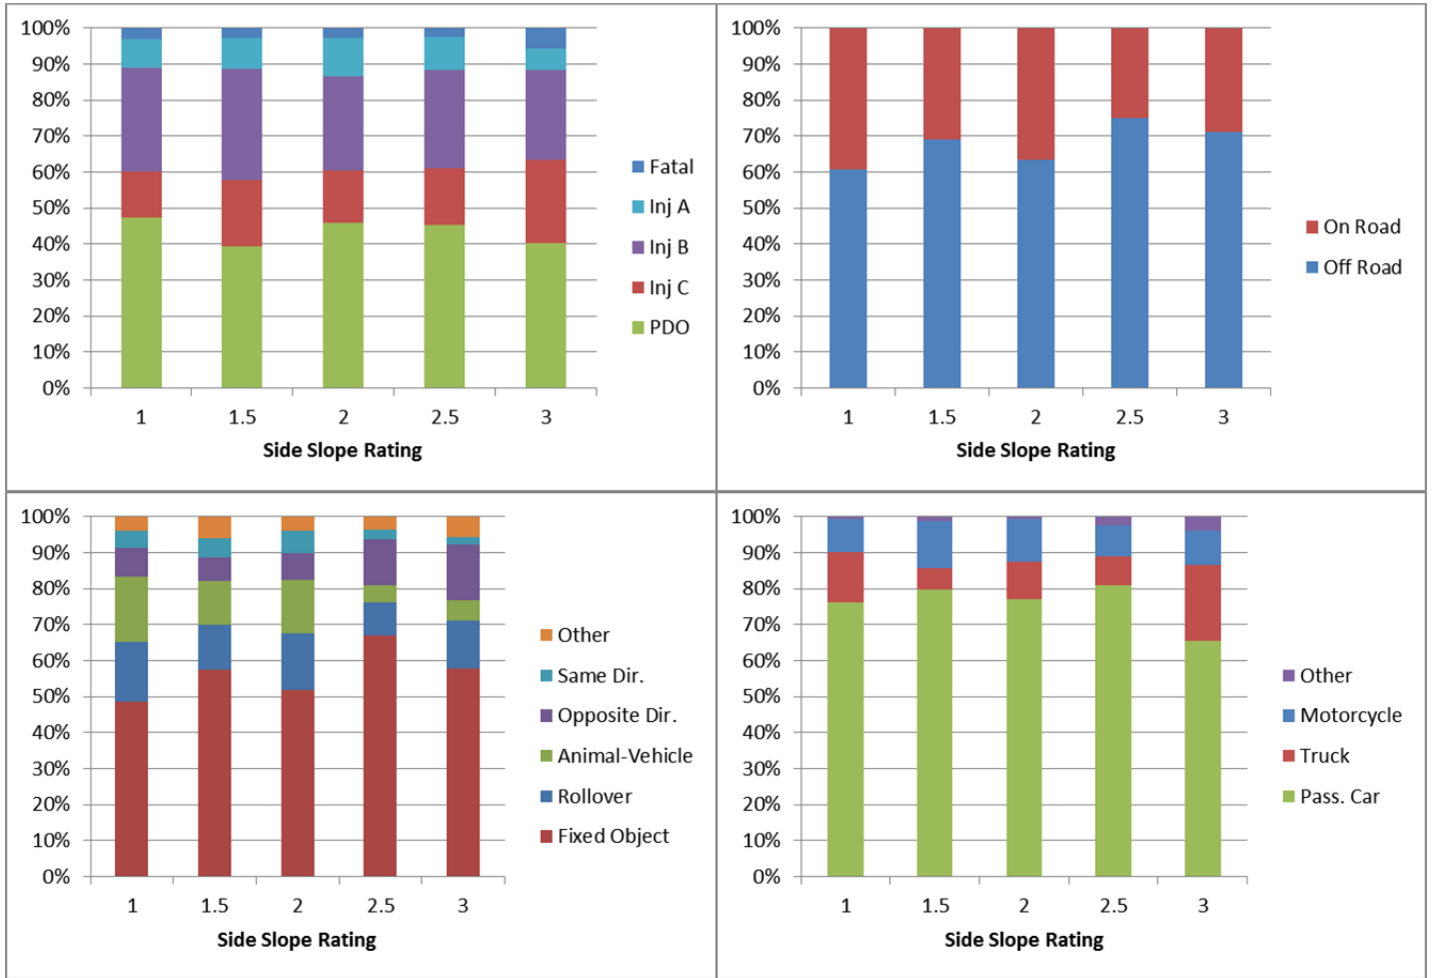 100%
90%
80%
70%
60%
50%
40%
30%
20%
10%
0%
1 1.5 2 2.5 3
Side Slope Rating
Fatal
Inj A
Inj B
Inj C
PDO
100%
90%
80%
70%
60%
50%
40%
30%
20%
10%
0%
1 1.5 2 2.5 3
Side Slope Rating
On Road
Off Road
100%
90%
80%
70%
60%
50%
40%
30%
20%
10%
0%
1 1.5 2 2.5 3
Side Slope Rating
Other
Same Dir.
Opposite Dir.
Animal-Vehicle
Rollover
Fixed Object
100%
90%
80%
70%
60%
50%
40%
30%
20%
10%
0%
1 1.5 2 2.5 3
Side Slope Rating
Other
Motorcycle
Truck
Pass. Car